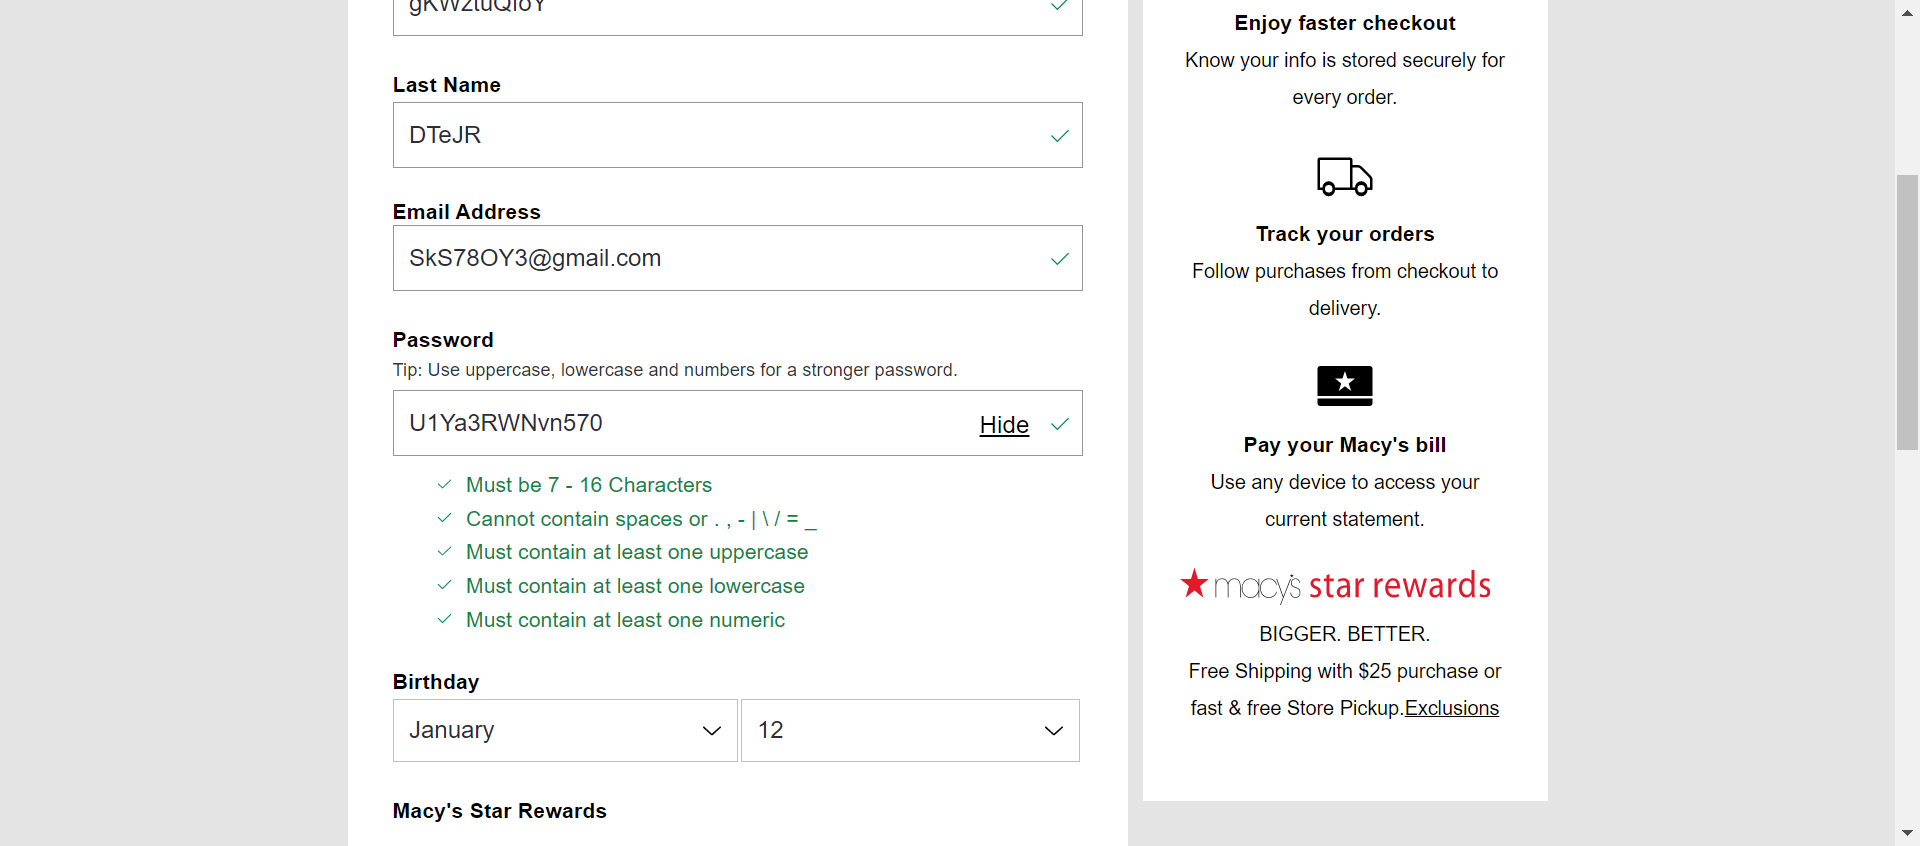 Last Name
DTeJR
Email Address
SkS78OY3@gmail.com
Password
Tip: Use uppercase, lowercase and numbers for a stronger password.
U1Ya3RWNvn570
Hide
Must be 7 - 16 Characters
Cannot contain spaces or . , - | \ / = _
Must contain at least one uppercase
Must contain at least one lowercase
Must contain at least one numeric
Birthday
January
12
Macy's Star Rewards
Enjoy faster checkout
Know your info is stored securely for
every order.
Track your orders
Follow purchases from checkout to
delivery.
Pay your Macy's bill
Use any device to access your
current statement.
macy's star rewards
BIGGER. BETTER.
Free Shipping with $25 purchase or
fast & free Store Pickup.Exclusions